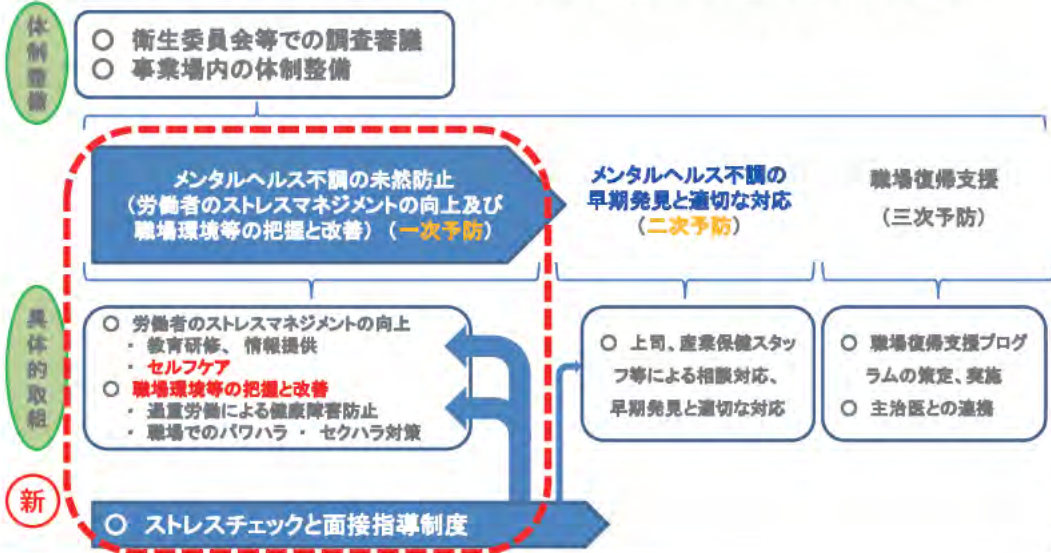 体制整備
○ 衛生委員会等での調査審議
○ 事業場内の体制整備
メンタルヘルス不調の未然防止
（労働者のストレスマネジメントの向上及び
職場環境等の把握と改善）（一次予防）
メンタルヘルス不調の
早期発見と適切な対応
（二次予防）
職場復帰支援
（三次予防）
具体的取組
○ 労働者のストレスマネジメントの向上
・ 教育研修、情報提供
・ セルフケア
○ 職場環境等の把握と改善
・ 過重労働による健康障害防止
・ 職場でのパワハラ ・ セクハラ対策
○ 上司、産業保健スタッ
フ等による相談対応、
早期発見と適切な対応
○ 職場復帰支援プログ
ラムの策定、実施
○ 主治医との連携
新
○ ストレスチェックと面接指導制度